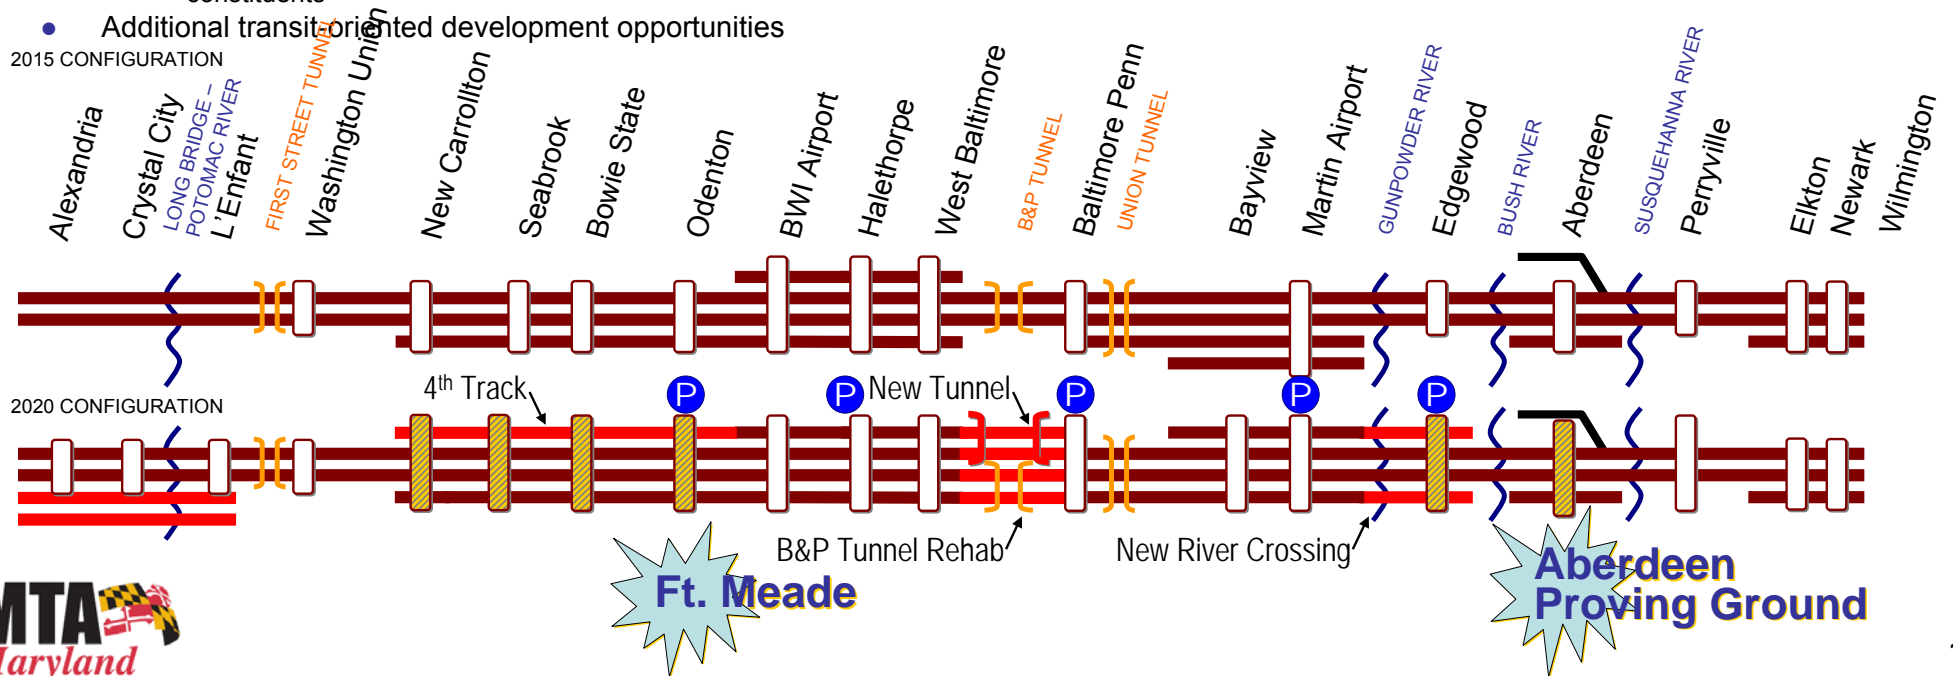 constituents
Additional transit-oriented development opportunities
2015 CONFIGURATION
Alexandria
Crystal City
LONG BRIDGE –
POTOMAC RIVER
L'Enfant
FIRST STREET TUNNEL
Washington Union
New Carrollton
Seabrook
Bowie State
Odenton
BWI Airport
Halethorpe
West Baltimore
B&P TUNNEL
Baltimore Penn
UNION TUNNEL
Bayview
Martin Airport
GUNPOWDER RIVER
Edgewood
BUSH RIVER
Aberdeen
SUSQUEHANNA RIVER
Perryville
Elkton
Newark
Wilmington
4th Track
P
P
New Tunnel
P
P
P
2020 CONFIGURATION
B&P Tunnel Rehab
New River Crossing
Ft. Meade
Aberdeen
Proving Ground
MTA
Maryland